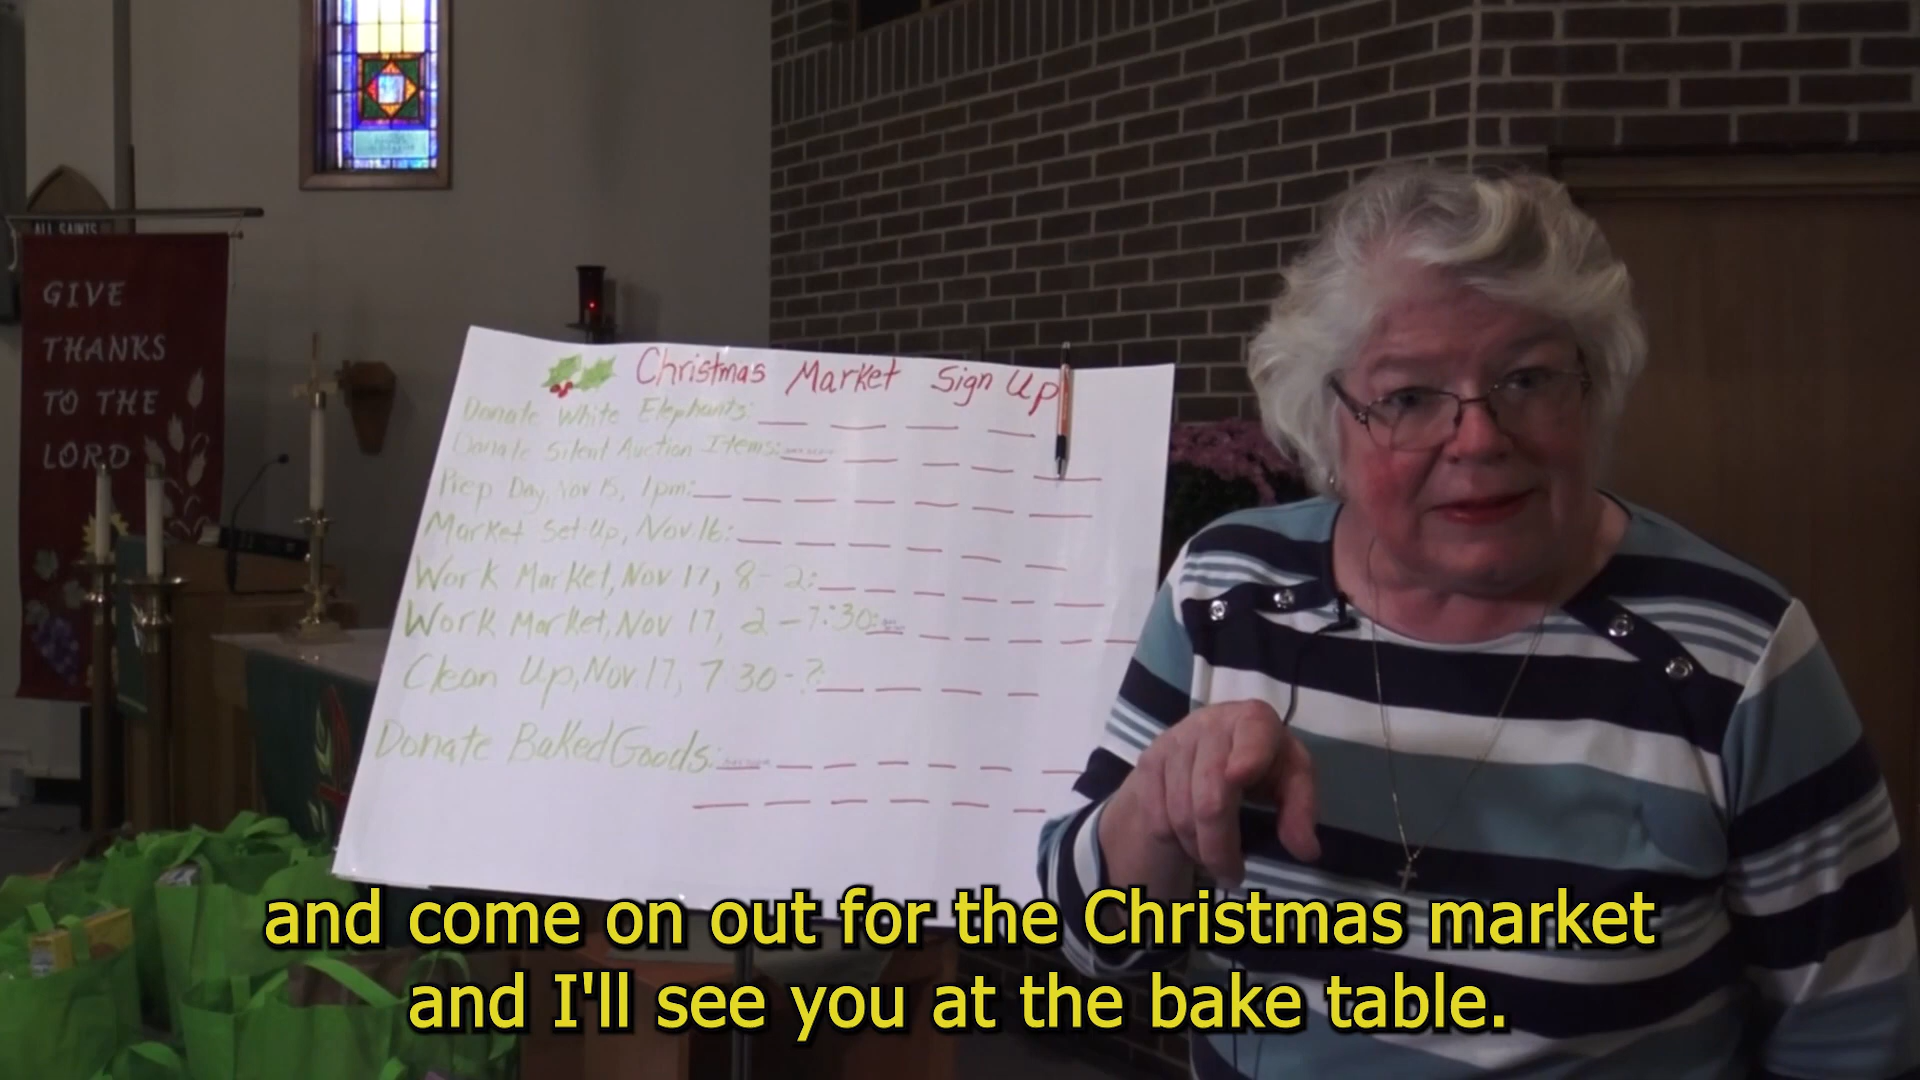 ALL SAINTS
GIVE
THANKS
TO THE
LORD
Christmas Market Sign Up
Donate White Elephants:
Donate Silent Auction Items:
Prep Day, Nov 15, 1pm:
Market Set-Up, Nov 16:
Work Market, Nov 17, 8-2:
Work Market, Nov 17, 2-7:30:
Clean Up, Nov 17, 7:30-?:
Donate Baked Goods:
and come on out for the Christmas market
and I'll see you at the bake table.